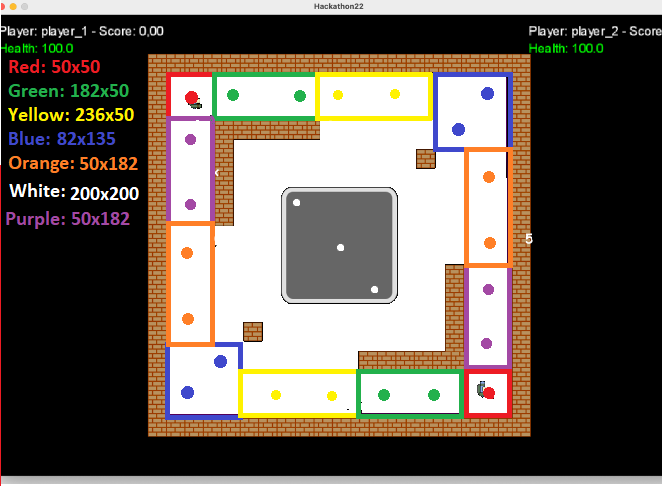 Hackathon22
Player: player_1 - Score: 0,00
Player: player_2 - Score
Health: 100.0
Health: 100.0
Red: 50x50
Green: 182x50
Yellow: 236x50
Blue: 82x135
Orange: 50x182
White: 200x200
Purple: 50x182
5